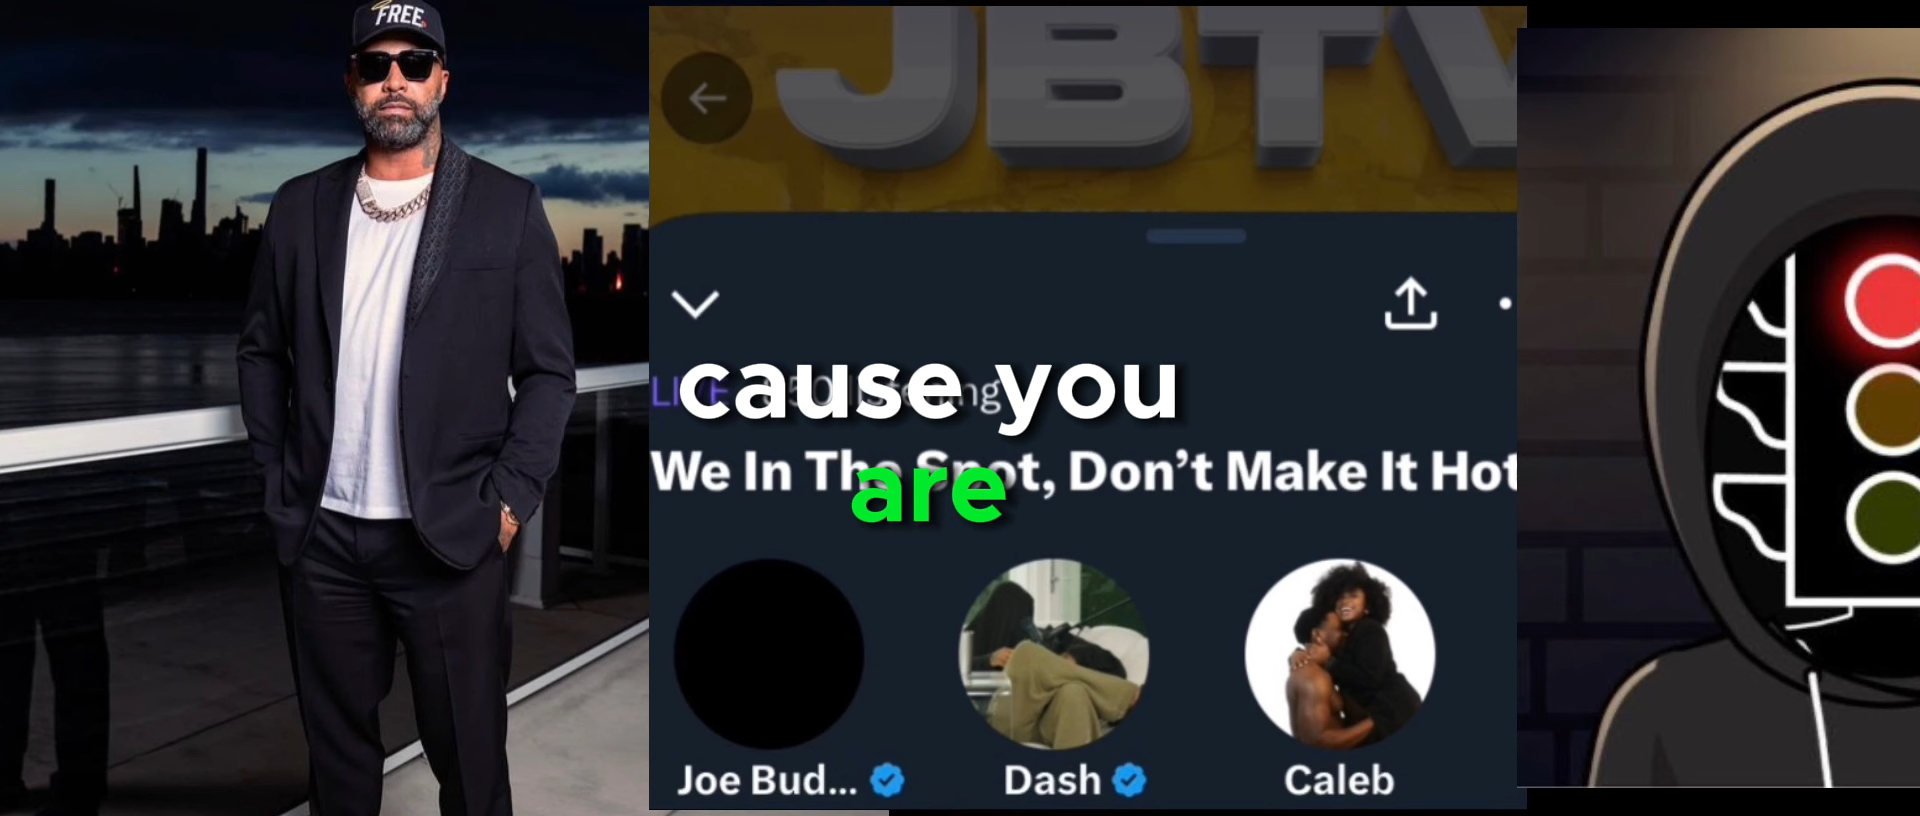 FREE.
JBTV
cause you
We In The Spot, Don’t Make It Hot
are
Joe Bud...
Dash
Caleb